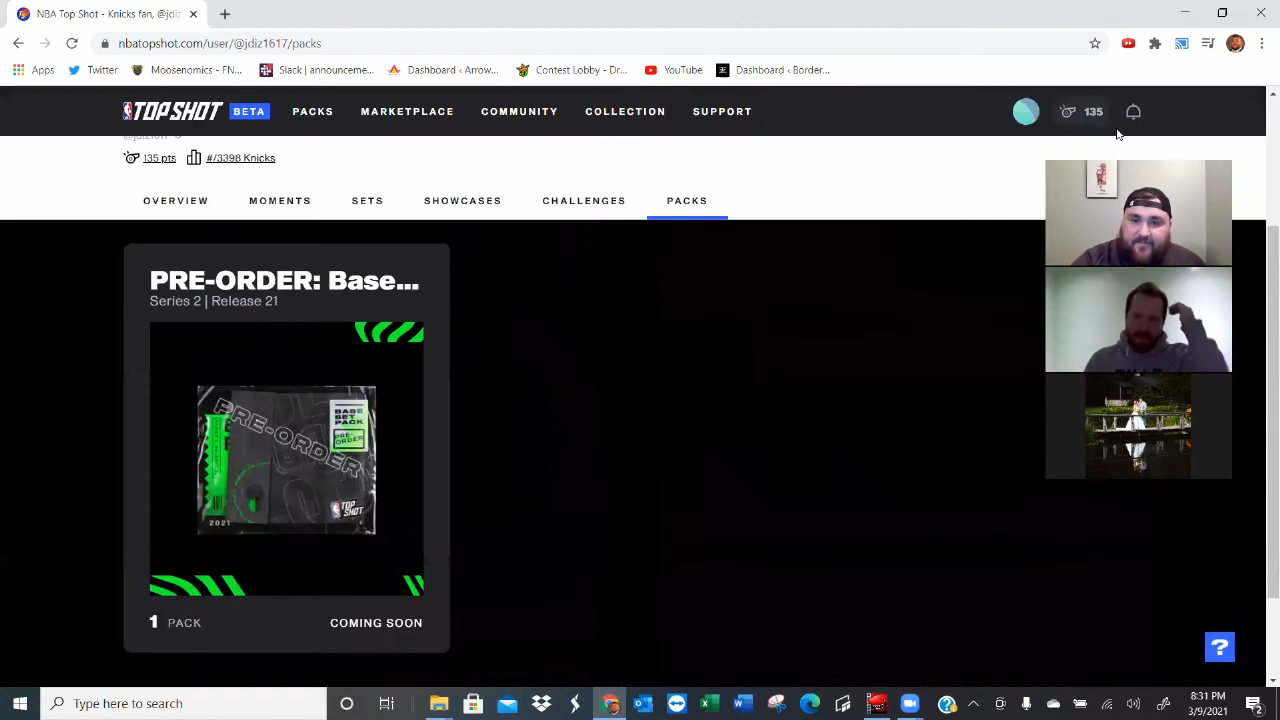 NBA Top Shot - Knicks fan, @jdiz
nbatopshot.com/user/@jdiz1617/packs
Apps Twitter Moosenomics - FN... Slack | announceme... Dashboard ‹ Arrow... Contest Lobby - Dr... YouTube Dashboard ‹ Border...
TOP SHOT BETA PACKS MARKETPLACE COMMUNITY COLLECTION SUPPORT 135
135 pts #/3398 Knicks
OVERVIEW MOMENTS SETS SHOWCASES CHALLENGES PACKS
PRE-ORDER: Base...
Series 2 | Release 21
PRE-ORDER
BASE
SET
PACK
PRE-
ORDER
TOP
SHOT
2021
1 PACK COMING SOON
?
Type here to search
8:31 PM
3/9/2021
2